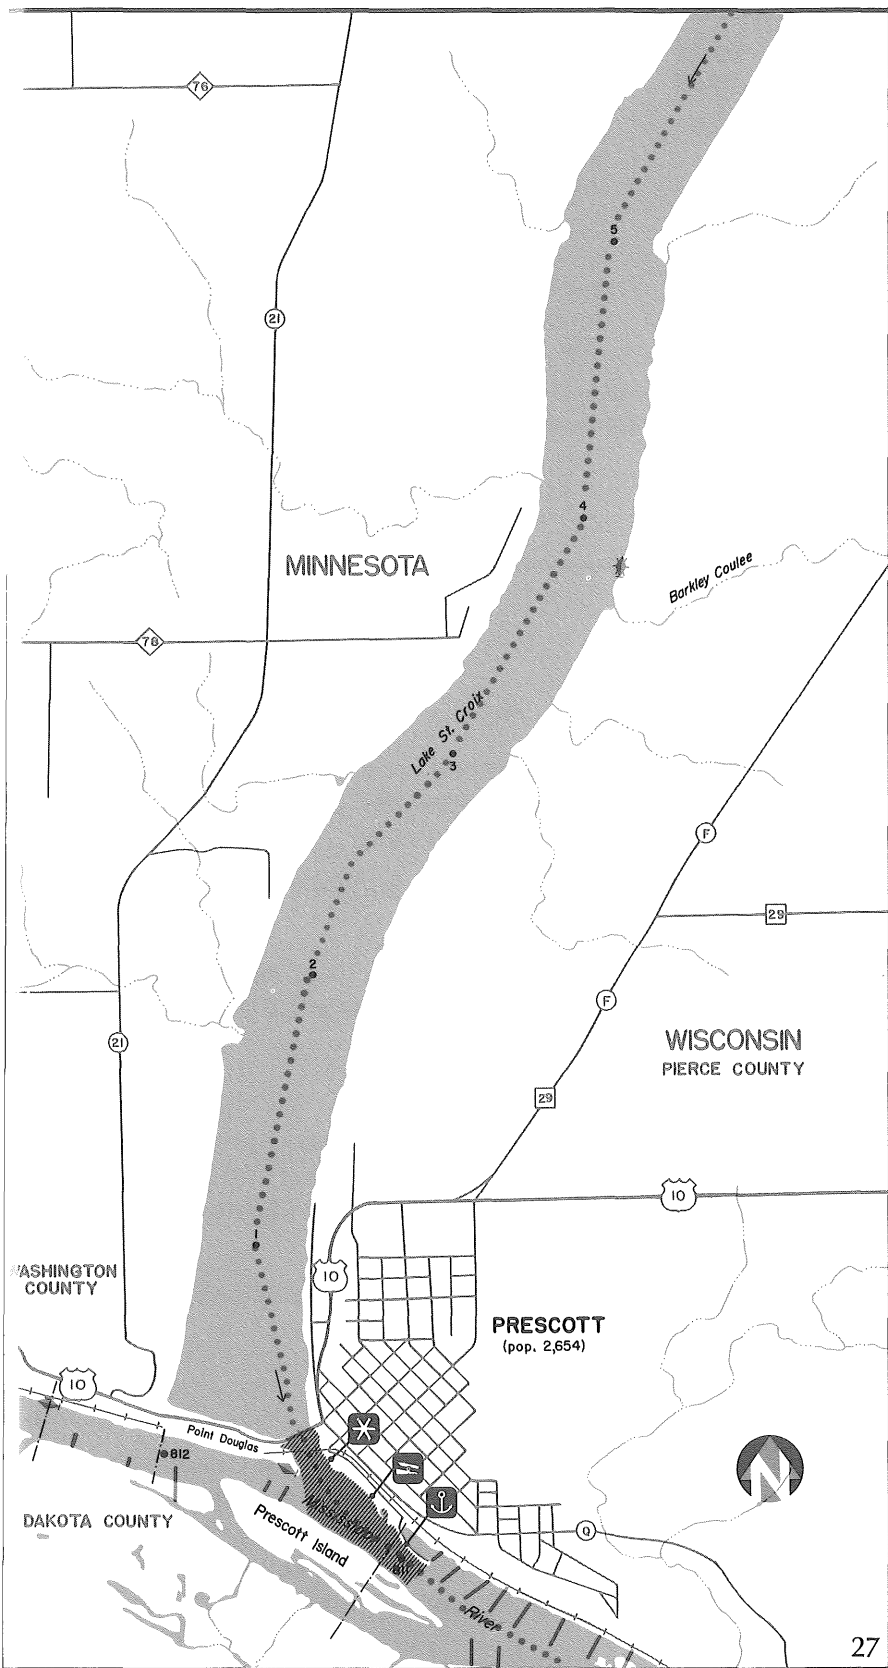 76
5
21
4
MINNESOTA
Barkley Coulee
78
Lake St. Croix
3
F
29
2
F
21
WISCONSIN
PIERCE COUNTY
29
10
1
10
WASHINGTON
COUNTY
PRESCOTT
(pop. 2,654)
10
Point Douglas
812
N
DAKOTA COUNTY
Mississippi
Prescott Island
Q
811
River
27